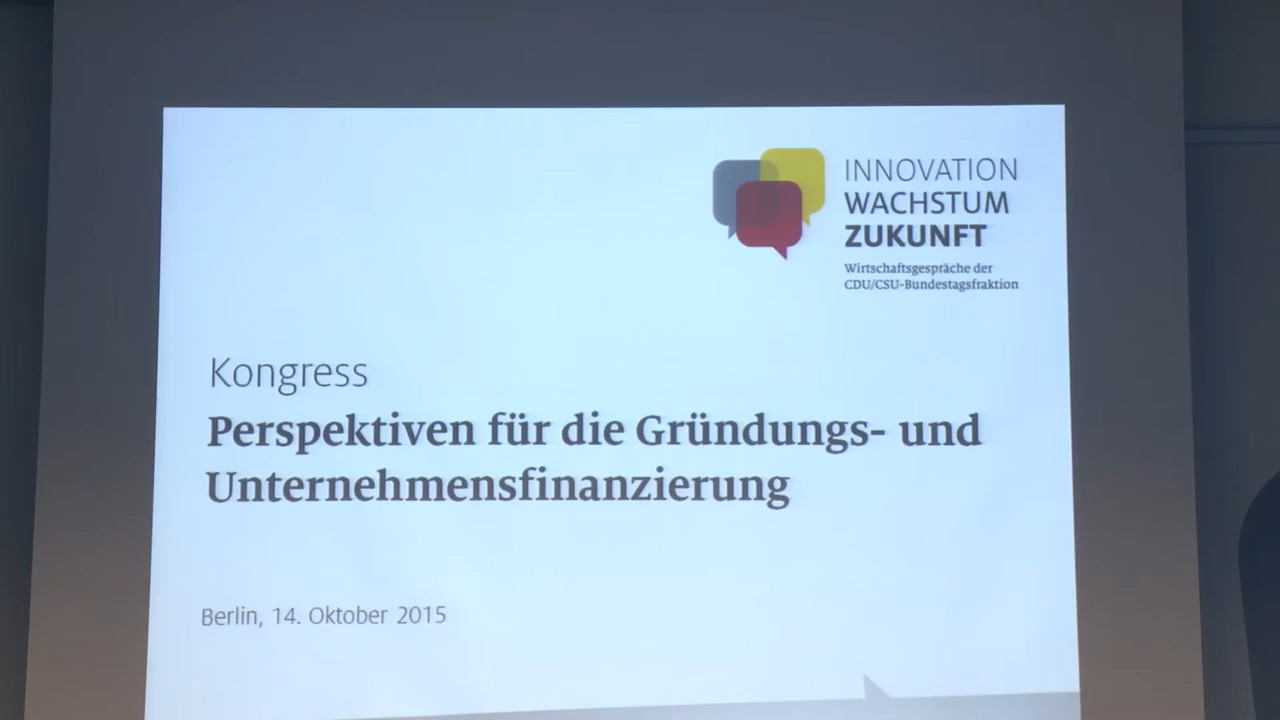 INNOVATION
WACHSTUM
ZUKUNFT
Wirtschaftsgespräche der
CDU/CSU-Bundestagsfraktion
Kongress
Perspektiven für die Gründungs- und
Unternehmensfinanzierung
Berlin, 14. Oktober 2015